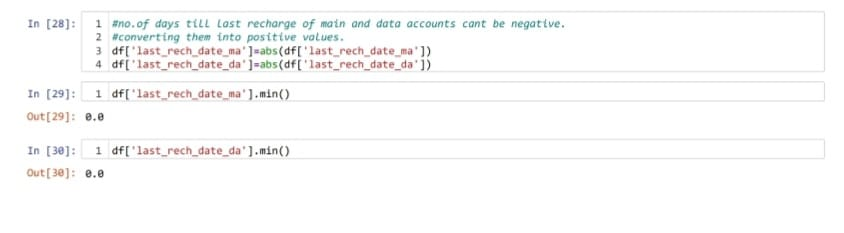 In [28]: 1 #no.of days till last recharge of main and data accounts cant be negative.
2 #converting them into positive values.
3 df['last_rech_date_ma']=abs(df['last_rech_date_ma'])
4 df['last_rech_date_da']=abs(df['last_rech_date_da'])
In [29]: 1 df['last_rech_date_ma'].min()
Out[29]: 0.0
In [30]: 1 df['last_rech_date_da'].min()
Out[30]: 0.0